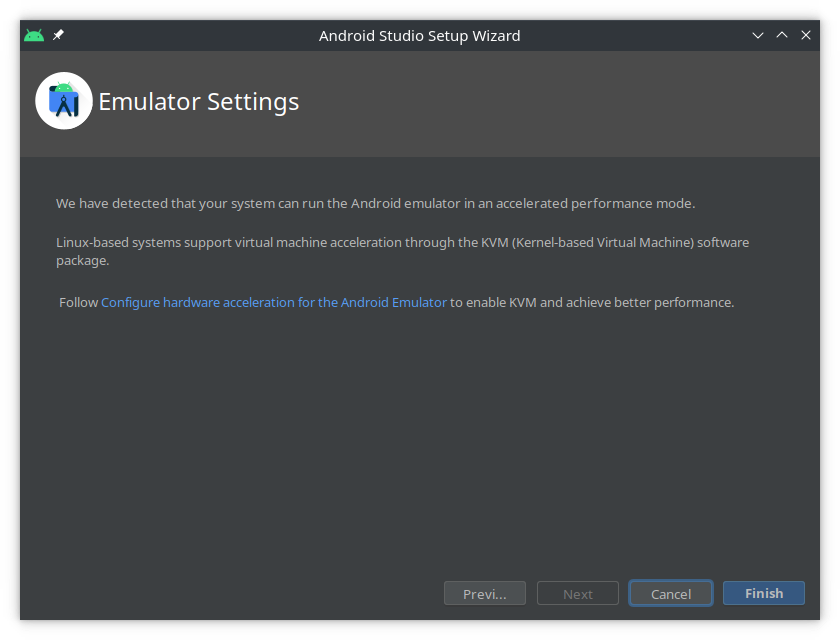 Android Studio Setup Wizard
Emulator Settings
We have detected that your system can run the Android emulator in an accelerated performance mode.
Linux-based systems support virtual machine acceleration through the KVM (Kernel-based Virtual Machine) software
package.
Follow Configure hardware acceleration for the Android Emulator to enable KVM and achieve better performance.
Previ... Next Cancel Finish